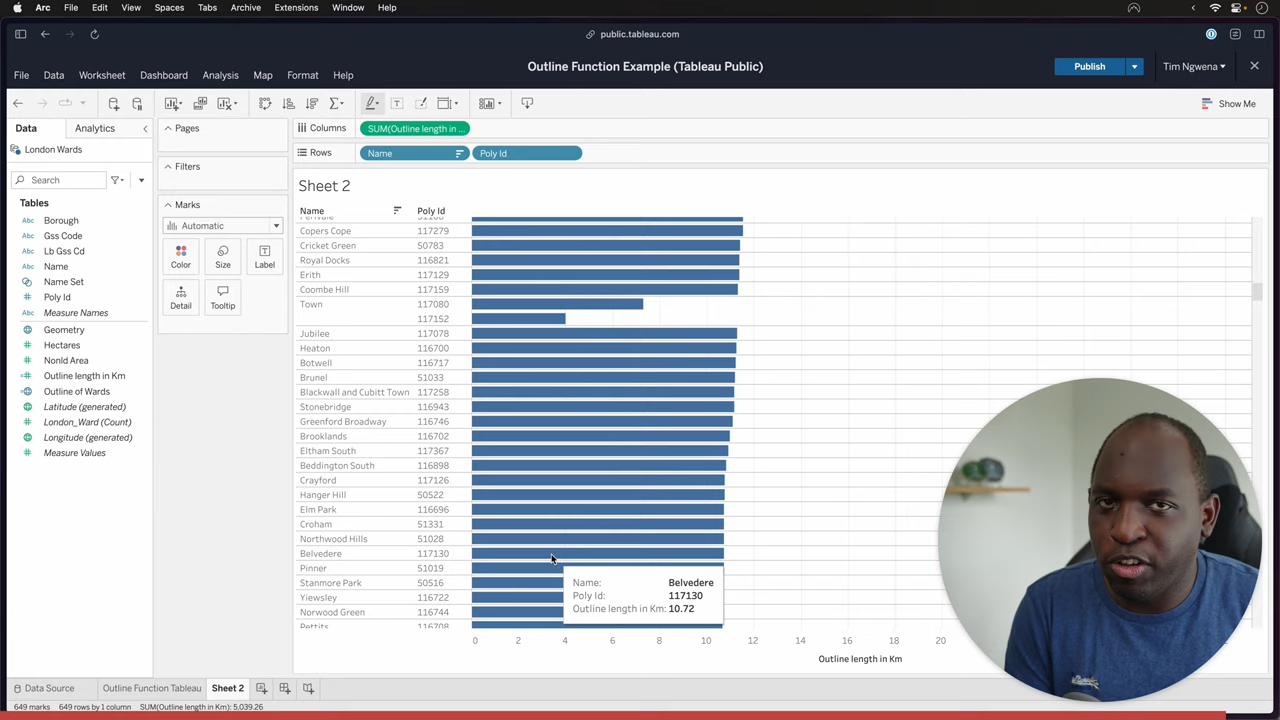 Arc File Edit View Spaces Tabs Archive Extensions Window Help
public.tableau.com
Outline Function Example (Tableau Public)
Publish
Tim Ngwena
File Data Worksheet Dashboard Analysis Map Format Help
Show Me
Data Analytics
London Wards
Search
Tables
Abc Borough
Abc Gss Code
Abc Lb Gss Cd
Abc Name
Name Set
# Poly Id
Abc Measure Names
Geometry
# Hectares
# Nonld Area
# Outline length in Km
Outline of Wards
Latitude (generated)
# London_Ward (Count)
Longitude (generated)
# Measure Values
Pages
Filters
Marks
Automatic
Color Size Label
Detail Tooltip
Columns SUM(Outline length in ...
Rows Name Poly Id
Sheet 2
Name Poly Id
Copers Cope 117279
Cricket Green 50783
Royal Docks 116821
Erith 117129
Coombe Hill 117159
Town 117080
117152
Jubilee 117078
Heaton 116700
Botwell 116717
Brunel 51033
Blackwall and Cubitt Town 117258
Stonebridge 116943
Greenford Broadway 116746
Brooklands 116702
Eltham South 117367
Beddington South 116898
Crayford 117126
Hanger Hill 50522
Elm Park 116696
Croham 51331
Northwood Hills 51028
Belvedere 117130
Pinner 51019
Stanmore Park 50516
Yiewsley 116722
Norwood Green 116744
Pettits 116708
Name: Belvedere
Poly Id: 117130
Outline length in Km: 10.72
0 2 4 6 8 10 12 14 16 18 20
Outline length in Km
Data Source Outline Function Tableau Sheet 2
649 marks 649 rows by 1 column SUM(Outline length in Km): 5,039.26